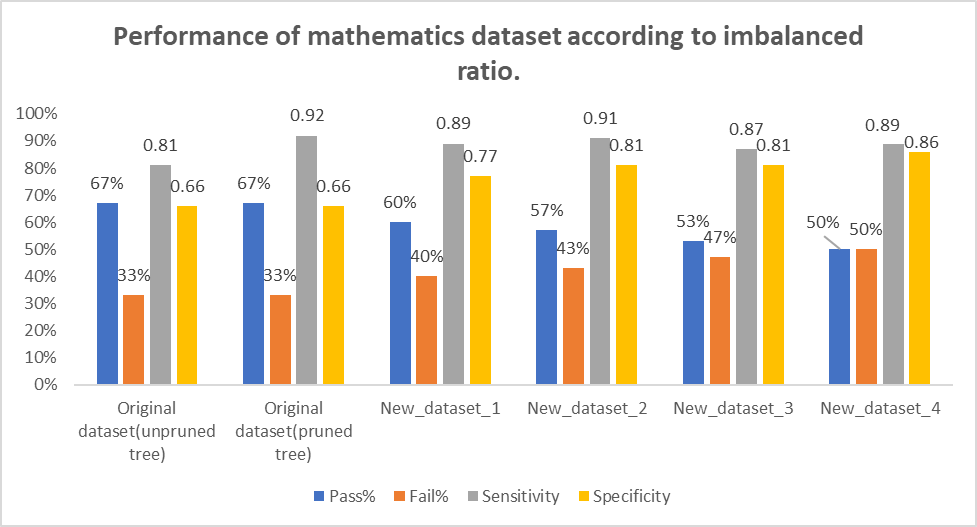 Performance of mathematics dataset according to imbalanced
ratio.
100%
90%
80%
70%
60%
50%
40%
30%
20%
10%
0%
67%
33%
0.81
0.66
67%
33%
0.92
0.66
60%
40%
0.89
0.77
57%
43%
0.91
0.81
53%
47%
0.87
0.81
50%
50%
0.89
0.86
Original
dataset(unpruned
tree)
Original
dataset(pruned
tree)
New_dataset_1
New_dataset_2
New_dataset_3
New_dataset_4
Pass%
Fail%
Sensitivity
Specificity